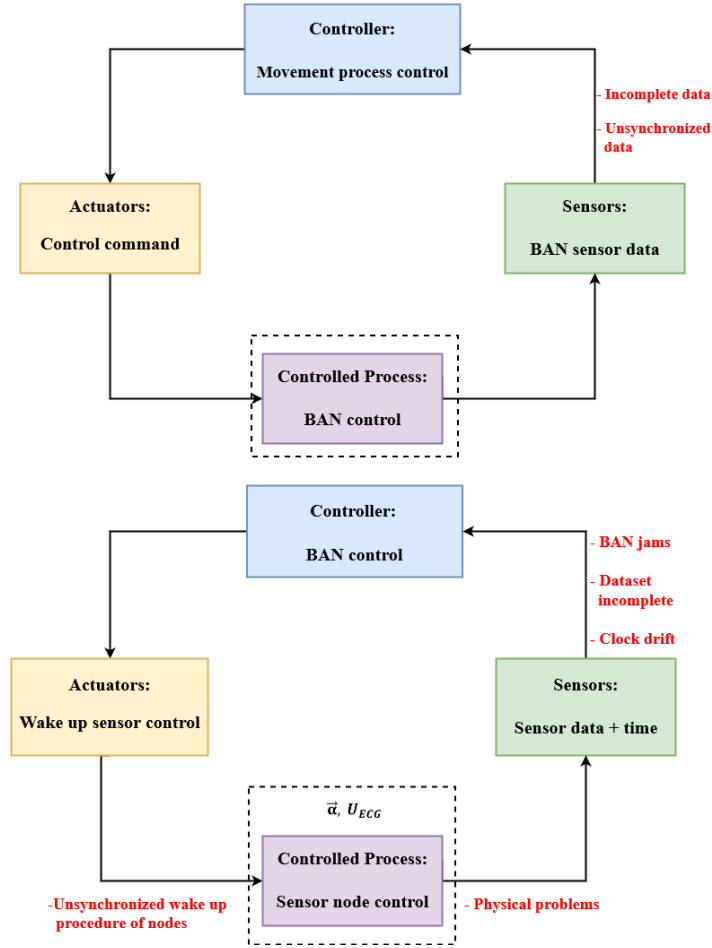 Controller:
Movement process control
- Incomplete data
- Unsynchronized
data
Actuators:
Control command
Sensors:
BAN sensor data
Controlled Process:
BAN control
Controller:
BAN control
- BAN jams
- Dataset
incomplete
- Clock drift
Actuators:
Wake up sensor control
Sensors:
Sensor data + time
α⃗, U_ECG
Controlled Process:
Sensor node control
-Unsynchronized wake up
procedure of nodes
- Physical problems